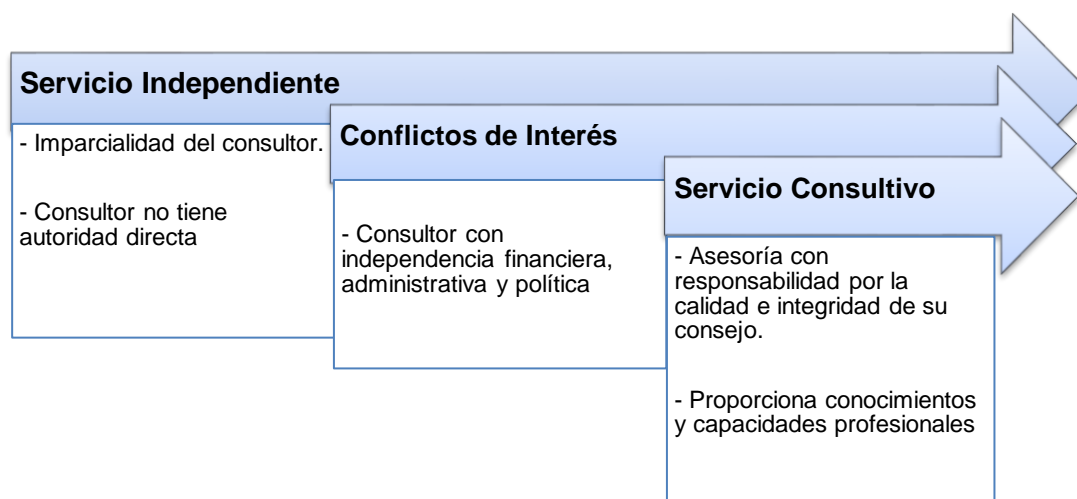 Servicio Independiente
- Imparcialidad del consultor.
- Consultor no tiene
autoridad directa
Conflictos de Interés
- Consultor con
independencia financiera,
administrativa y política
Servicio Consultivo
- Asesoría con
responsabilidad por la
calidad e integridad de su
consejo.
- Proporciona conocimientos
y capacidades profesionales